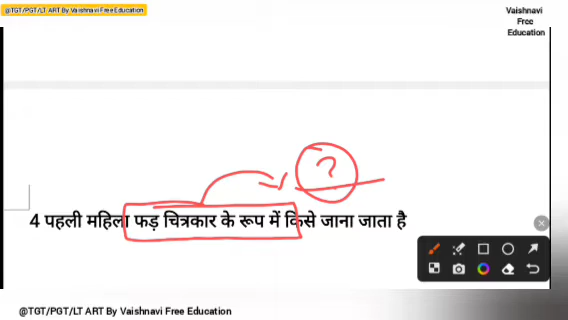 @TGT/PGT/LT ART By Vaishnavi Free Education
Vaishnavi
Free
Education
?
4 पहली महिला फड़ चित्रकार के रूप में किसे जाना जाता है
@TGT/PGT/LT ART By Vaishnavi Free Education